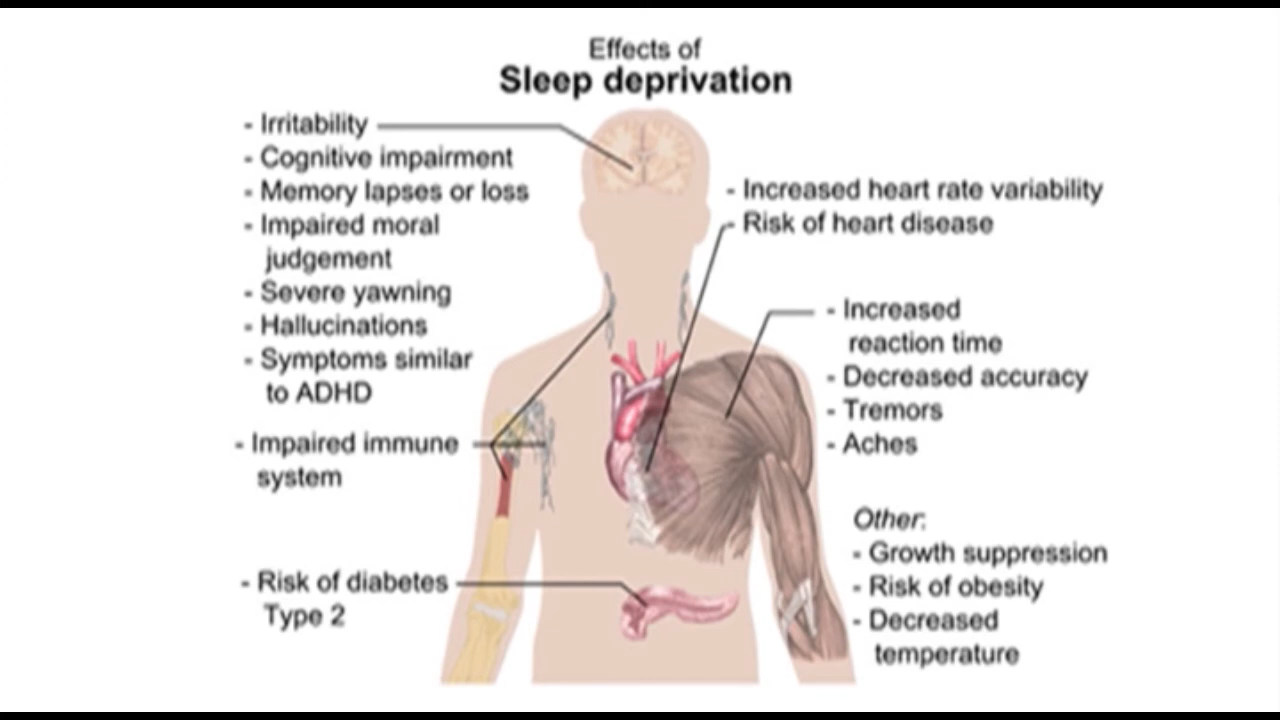 Effects of
Sleep deprivation
- Irritability
- Cognitive impairment
- Memory lapses or loss
- Impaired moral
judgement
- Severe yawning
- Hallucinations
- Symptoms similar
to ADHD
- Impaired immune
system
- Risk of diabetes
Type 2
- Increased heart rate variability
- Risk of heart disease
- Increased
reaction time
- Decreased accuracy
- Tremors
- Aches
Other:
- Growth suppression
- Risk of obesity
- Decreased
temperature